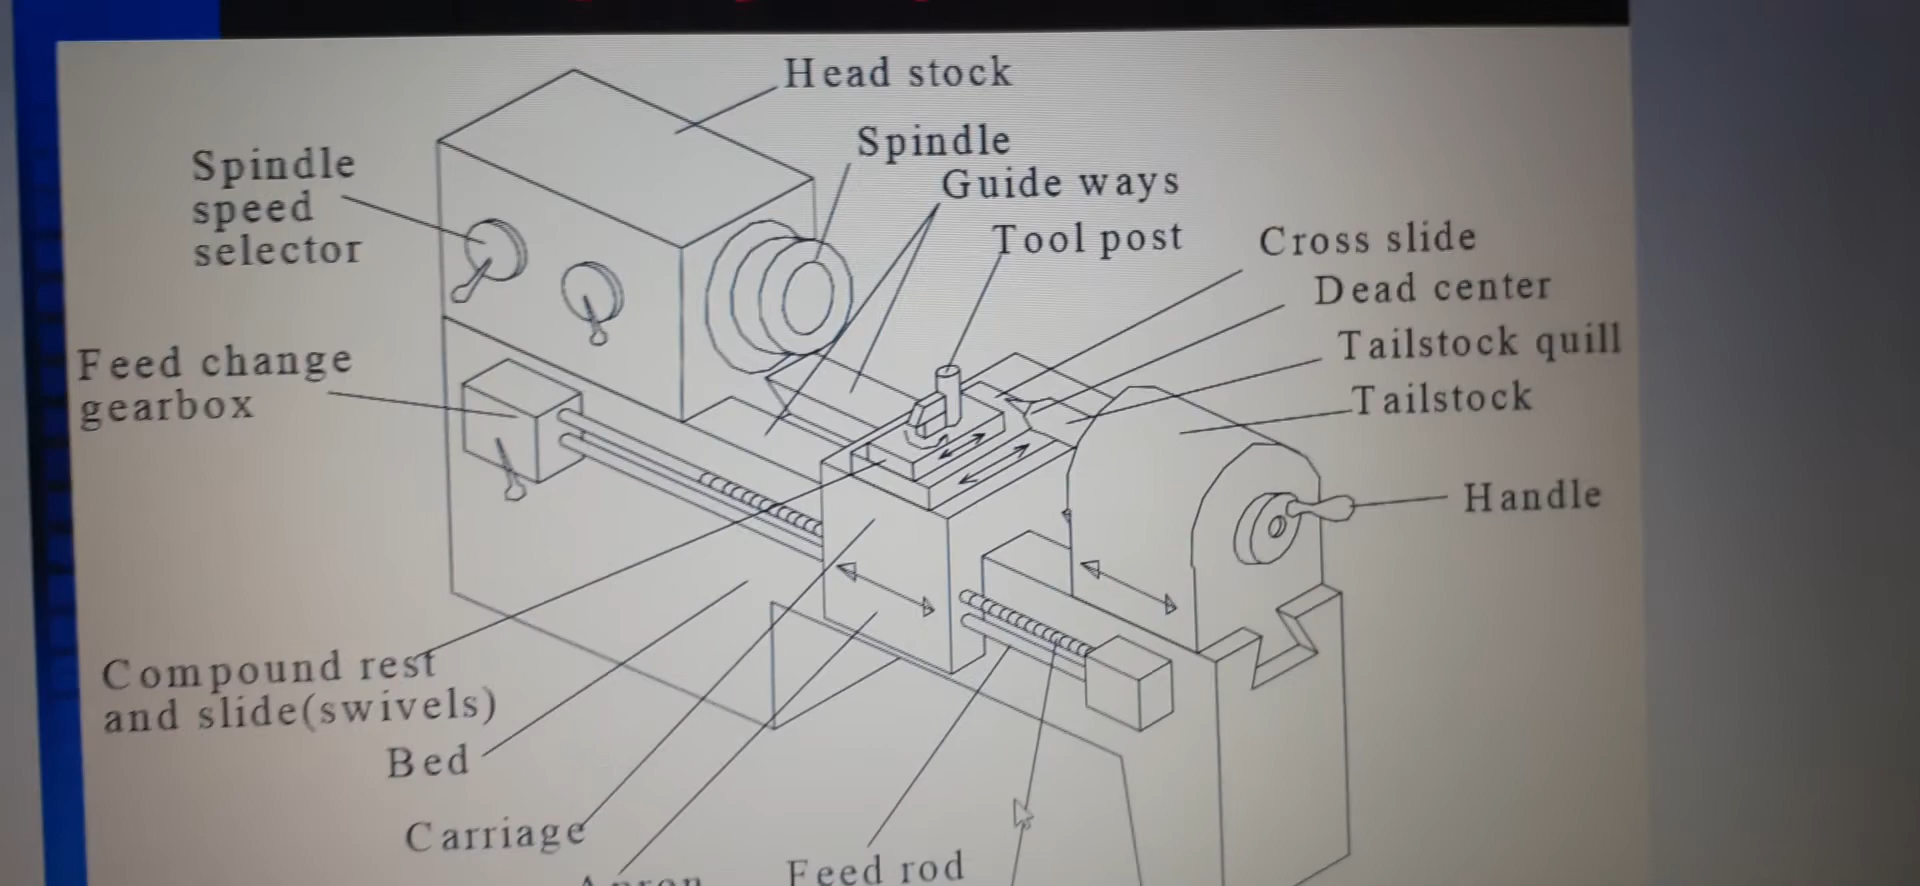 Head stock
Spindle
Guide ways
Tool post
Cross slide
Dead center
Tailstock quill
Tailstock
Handle
Spindle
speed
selector
Feed change
gearbox
Compound rest
and slide(swivels)
Bed
Carriage
Apron
Feed rod